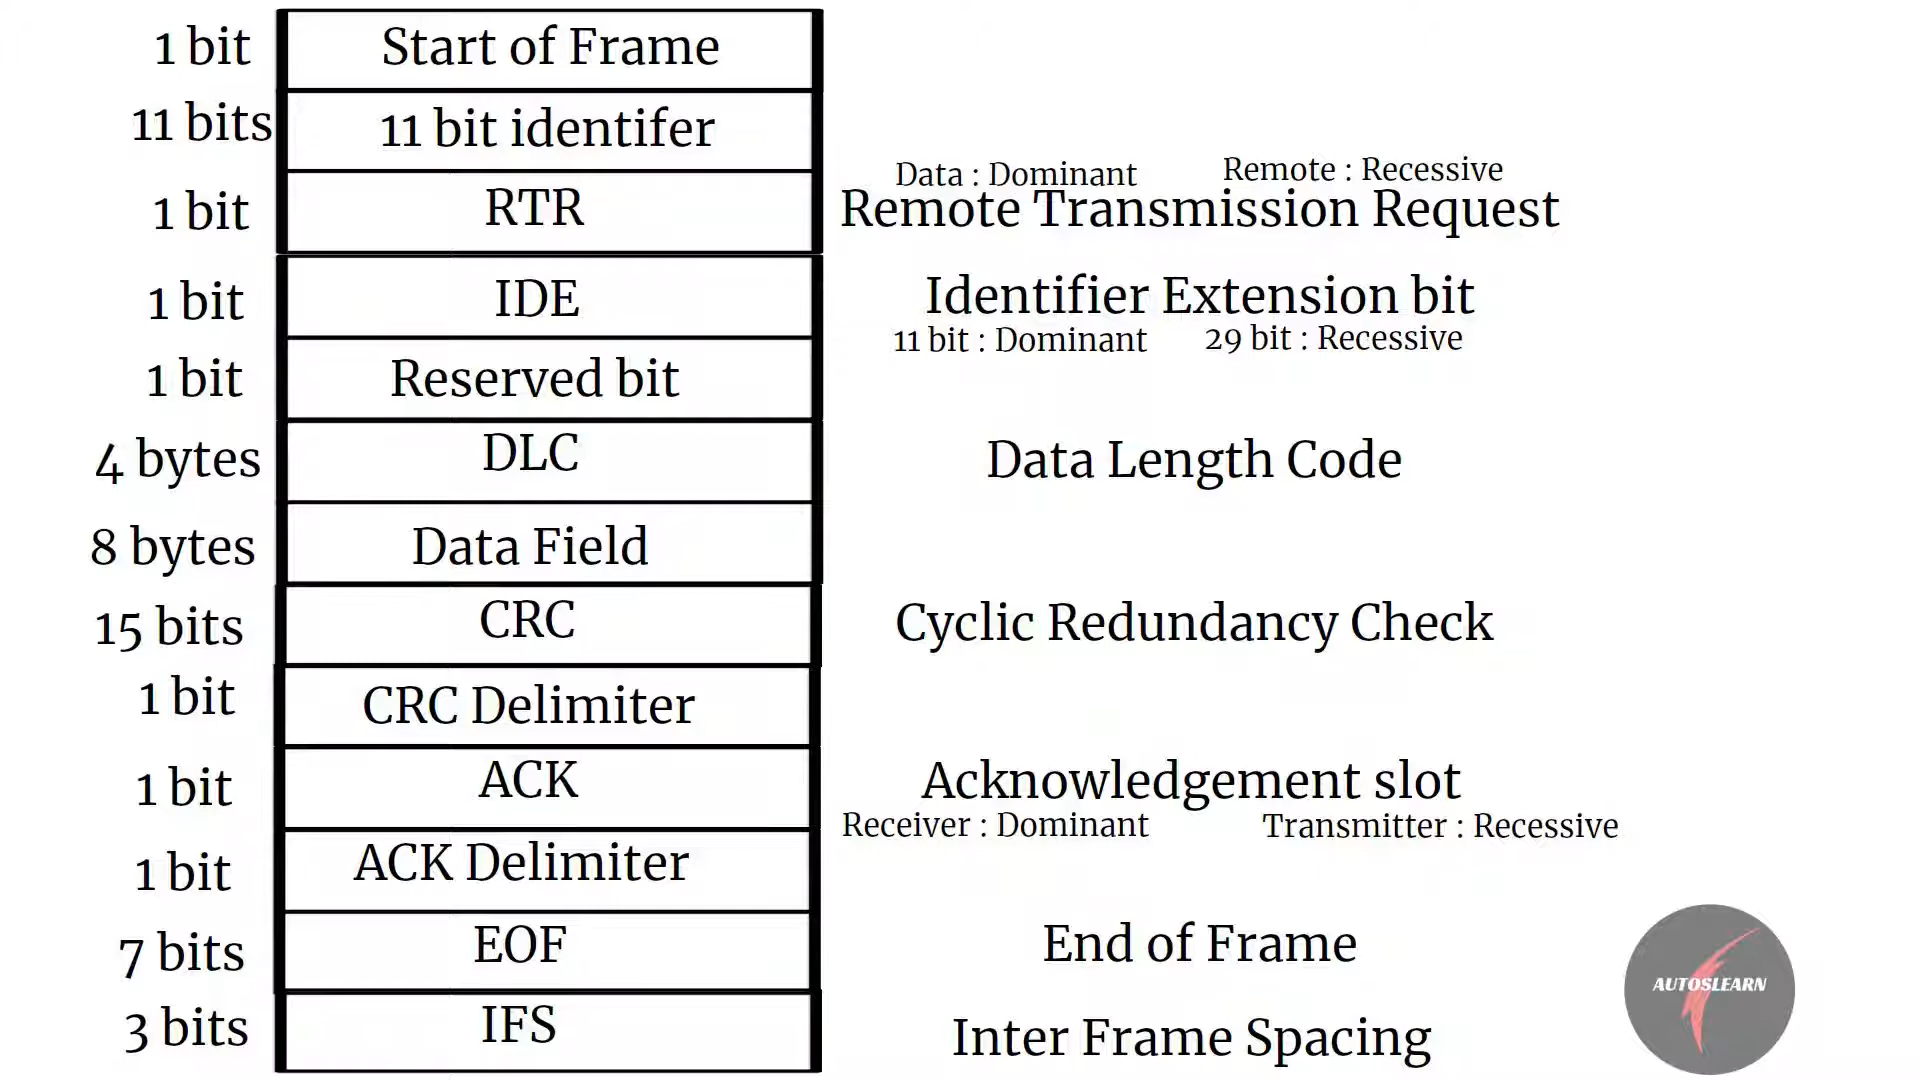 1 bit Start of Frame
11 bits 11 bit identifer
Data : Dominant Remote : Recessive
1 bit RTR Remote Transmission Request
1 bit IDE Identifier Extension bit
11 bit : Dominant 29 bit : Recessive
1 bit Reserved bit
4 bytes DLC Data Length Code
8 bytes Data Field
15 bits CRC Cyclic Redundancy Check
1 bit CRC Delimiter
1 bit ACK Acknowledgement slot
Receiver : Dominant Transmitter : Recessive
1 bit ACK Delimiter
7 bits EOF End of Frame
3 bits IFS Inter Frame Spacing
AUTOSLEARN